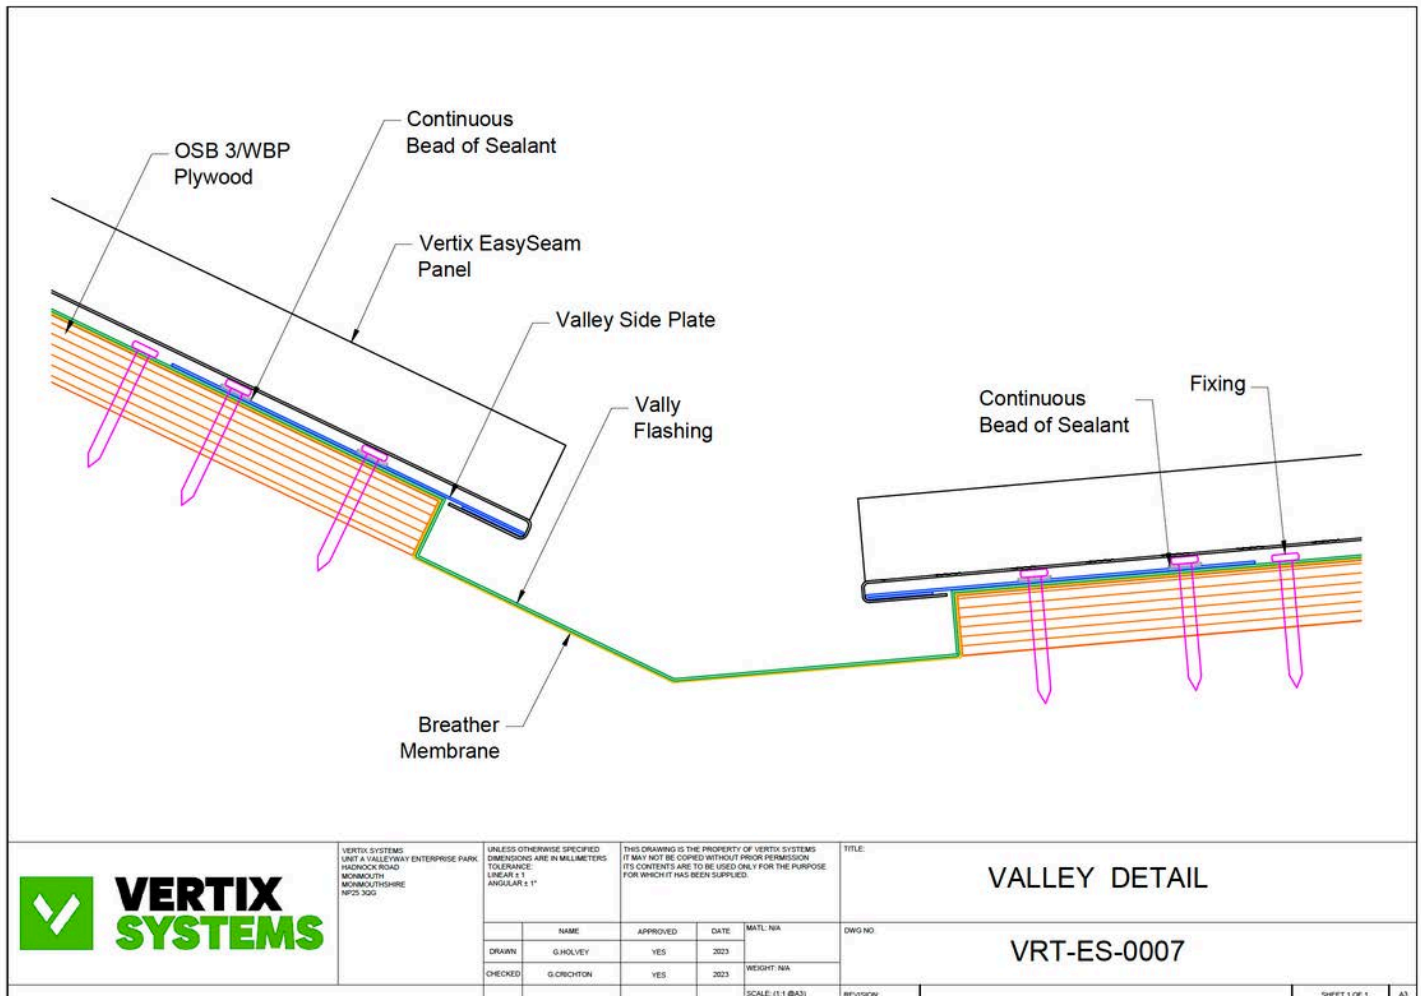 Continuous
Bead of Sealant
OSB 3/WBP
Plywood
Vertix EasySeam
Panel
Valley Side Plate
Vally
Flashing
Continuous
Bead of Sealant
Fixing
Breather
Membrane
VERTIX
SYSTEMS
VERTIX SYSTEMS
UNIT A VALLEYWAY ENTERPRISE PARK
HADNOCK ROAD
MONMOUTH
MONMOUTHSHIRE
NP25 3QG
UNLESS OTHERWISE SPECIFIED
DIMENSIONS ARE IN MILLIMETERS
TOLERANCE:
LINEAR ± 1
ANGULAR ± 1°
THIS DRAWING IS THE PROPERTY OF VERTIX SYSTEMS
IT MAY NOT BE COPIED WITHOUT PRIOR PERMISSION
ITS CONTENTS ARE TO BE USED ONLY FOR THE PURPOSE
FOR WHICH IT HAS BEEN SUPPLIED.
TITLE:
VALLEY DETAIL
NAME APPROVED DATE
DRAWN G.HOLVEY YES 2023
CHECKED G.CRICHTON YES 2023
MATL: N/A
WEIGHT: N/A
SCALE: (1:1 @A3)
DWG NO
VRT-ES-0007
REVISION
SHEET 1 OF 1
A3